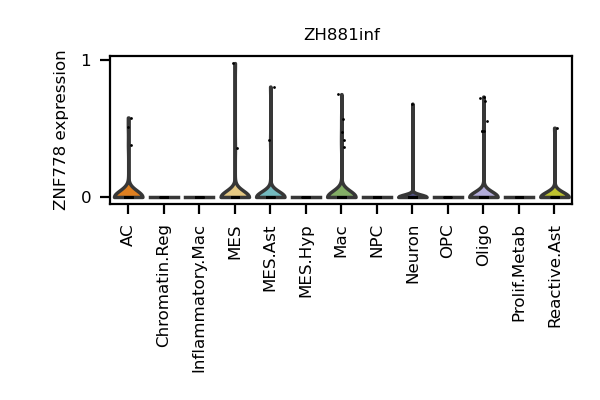 ZH881inf
ZNF778 expression
1
0
AC
Chromatin.Reg
Inflammatory.Mac
MES
MES.Ast
MES.Hyp
Mac
NPC
Neuron
OPC
Oligo
Prolif.Metab
Reactive.Ast